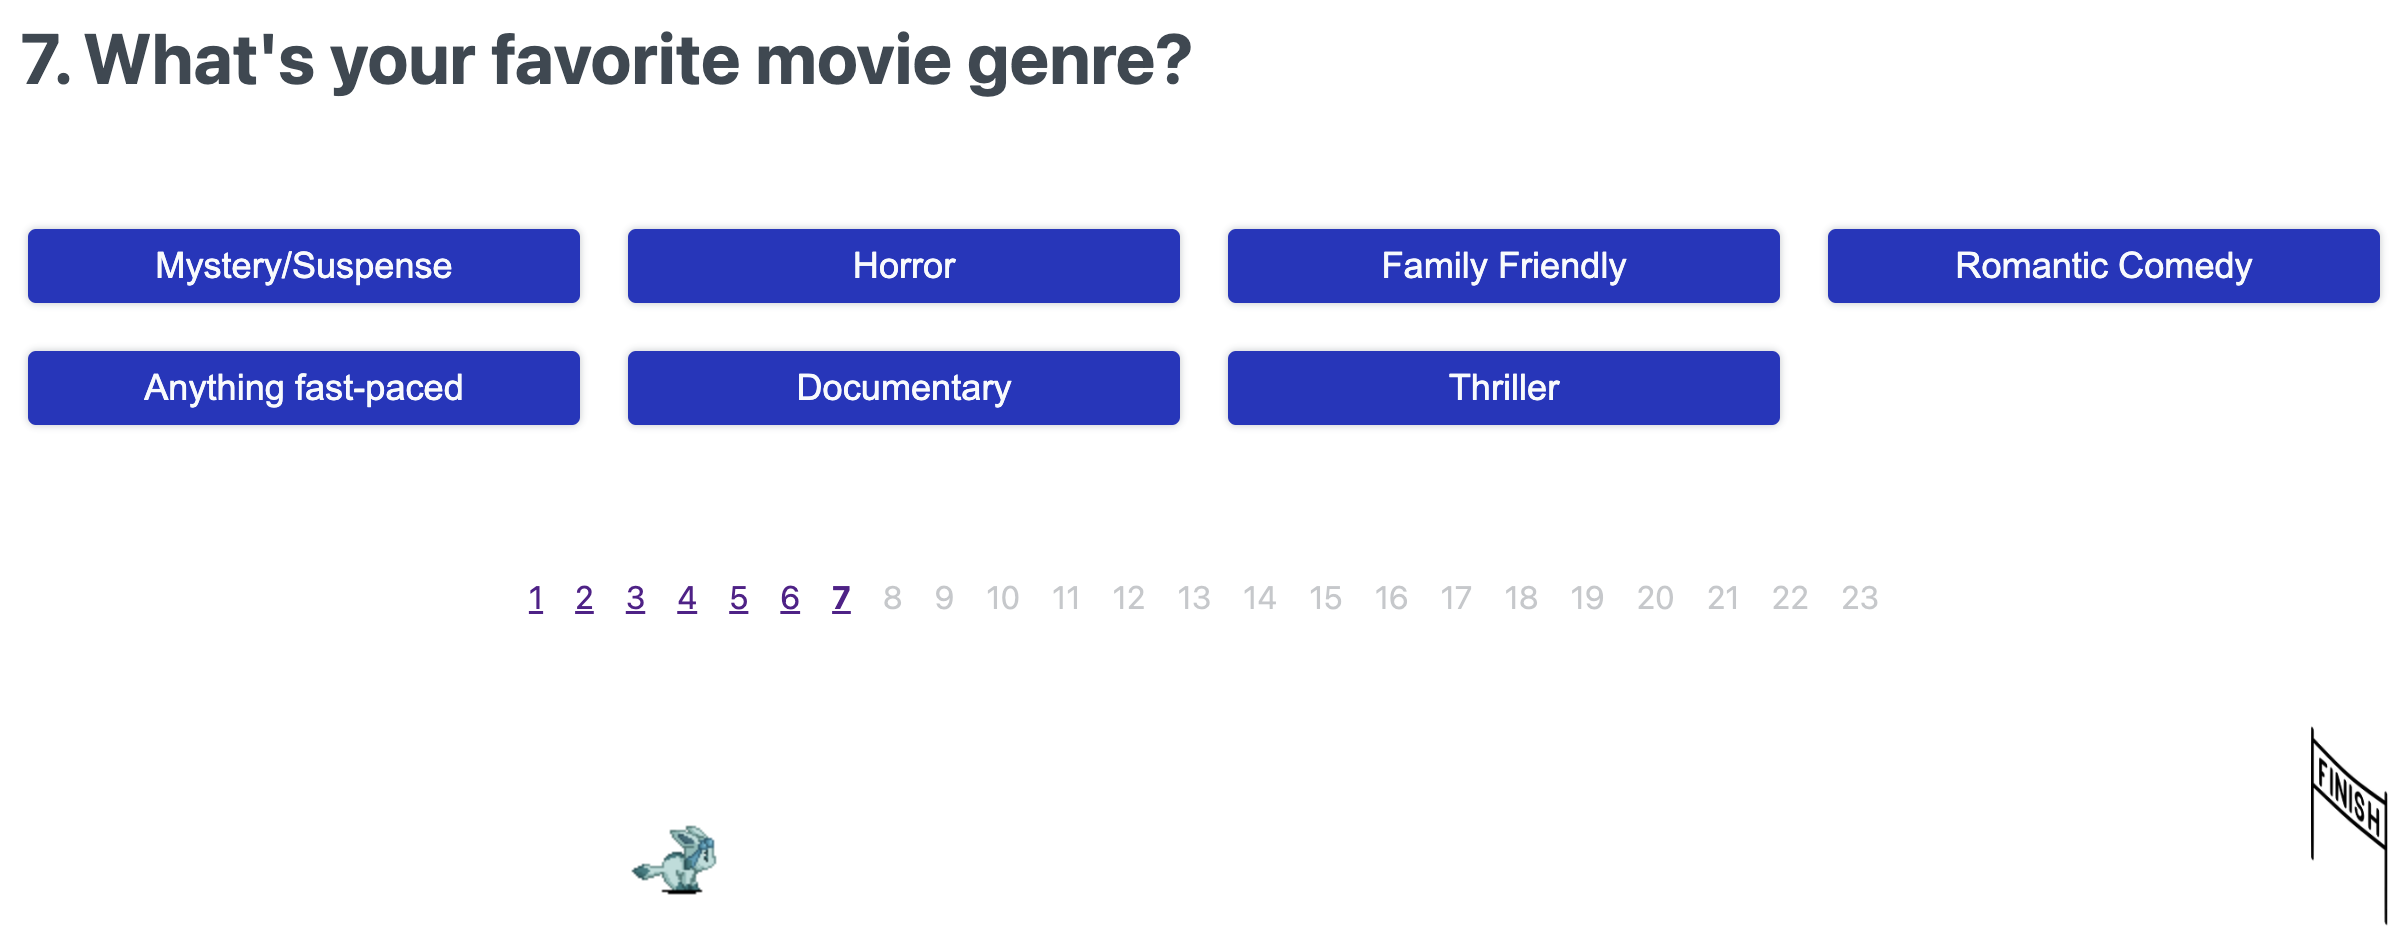 7. What's your favorite movie genre?
Mystery/Suspense Horror Family Friendly Romantic Comedy
Anything fast-paced Documentary Thriller
1 2 3 4 5 6 7 8 9 10 11 12 13 14 15 16 17 18 19 20 21 22 23
FINISH